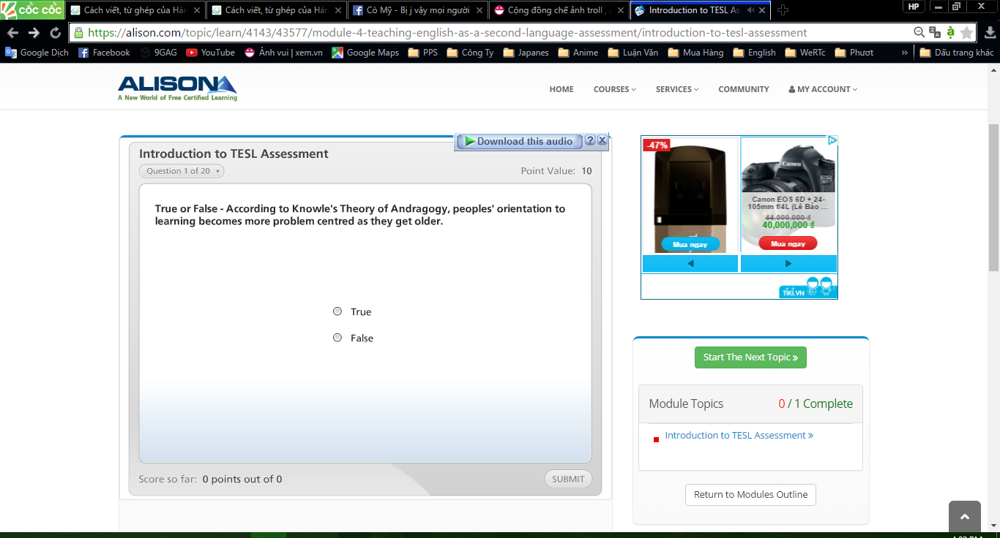 cốc cốc
Cách viết, từ ghép của Hán
Cách viết, từ ghép của Hán
Cò Mỹ - Bị j vậy mọi người
Cộng đồng chế ảnh troll ,
Introduction to TESL As
HP
https://alison.com/topic/learn/4143/43577/module-4-teaching-english-as-a-second-language-assessment/introduction-to-tesl-assessment
Google Dịch
Facebook
9GAG
YouTube
Ảnh vui | xem.vn
Google Maps
PPS
Công Ty
Japanes
Anime
Luận Văn
Mua Hàng
English
WeRTc
Phượt
»
Dấu trang khác
ALISON
A New World of Free Certified Learning
HOME
COURSES
SERVICES
COMMUNITY
MY ACCOUNT
Download this audio
?
X
Introduction to TESL Assessment
Question 1 of 20
Point Value: 10
True or False - According to Knowle's Theory of Andragogy, peoples' orientation to
learning becomes more problem centred as they get older.
True
False
Score so far: 0 points out of 0
SUBMIT
-47%
Mua ngay
Canon
Canon EOS 6D + 24-
105mm f/4L (Lê Bảo ...
44,000,000 ₫
40,000,000 ₫
Mua ngay
TIKI.VN
Start The Next Topic »
Module Topics
0 / 1 Complete
Introduction to TESL Assessment »
Return to Modules Outline